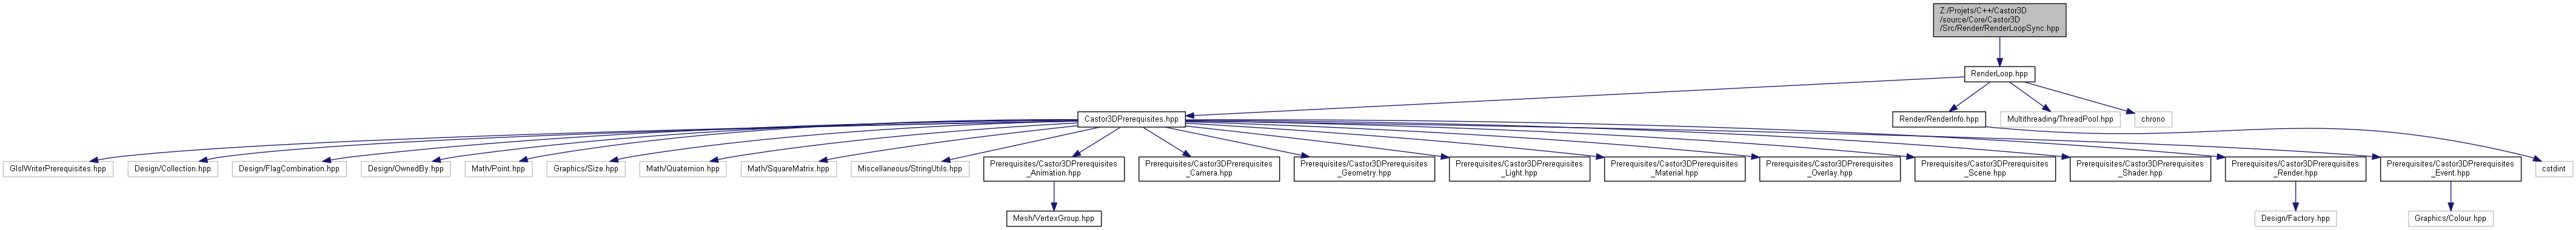 Z:/Projets/C++/Castor3D
/source/Core/Castor3D
/Src/Render/RenderLoopSync.hpp
RenderLoop.hpp
Castor3DPrerequisites.hpp
Render/RenderInfo.hpp
Multithreading/ThreadPool.hpp
chrono
GlslWriterPrerequisites.hpp
Design/Collection.hpp
Design/FlagCombination.hpp
Design/OwnedBy.hpp
Math/Point.hpp
Graphics/Size.hpp
Math/Quaternion.hpp
Math/SquareMatrix.hpp
Miscellaneous/StringUtils.hpp
Prerequisites/Castor3DPrerequisites
_Animation.hpp
Prerequisites/Castor3DPrerequisites
_Camera.hpp
Prerequisites/Castor3DPrerequisites
_Geometry.hpp
Prerequisites/Castor3DPrerequisites
_Light.hpp
Prerequisites/Castor3DPrerequisites
_Material.hpp
Prerequisites/Castor3DPrerequisites
_Overlay.hpp
Prerequisites/Castor3DPrerequisites
_Scene.hpp
Prerequisites/Castor3DPrerequisites
_Shader.hpp
Prerequisites/Castor3DPrerequisites
_Render.hpp
Prerequisites/Castor3DPrerequisites
_Event.hpp
cstdint
Mesh/VertexGroup.hpp
Design/Factory.hpp
Graphics/Colour.hpp